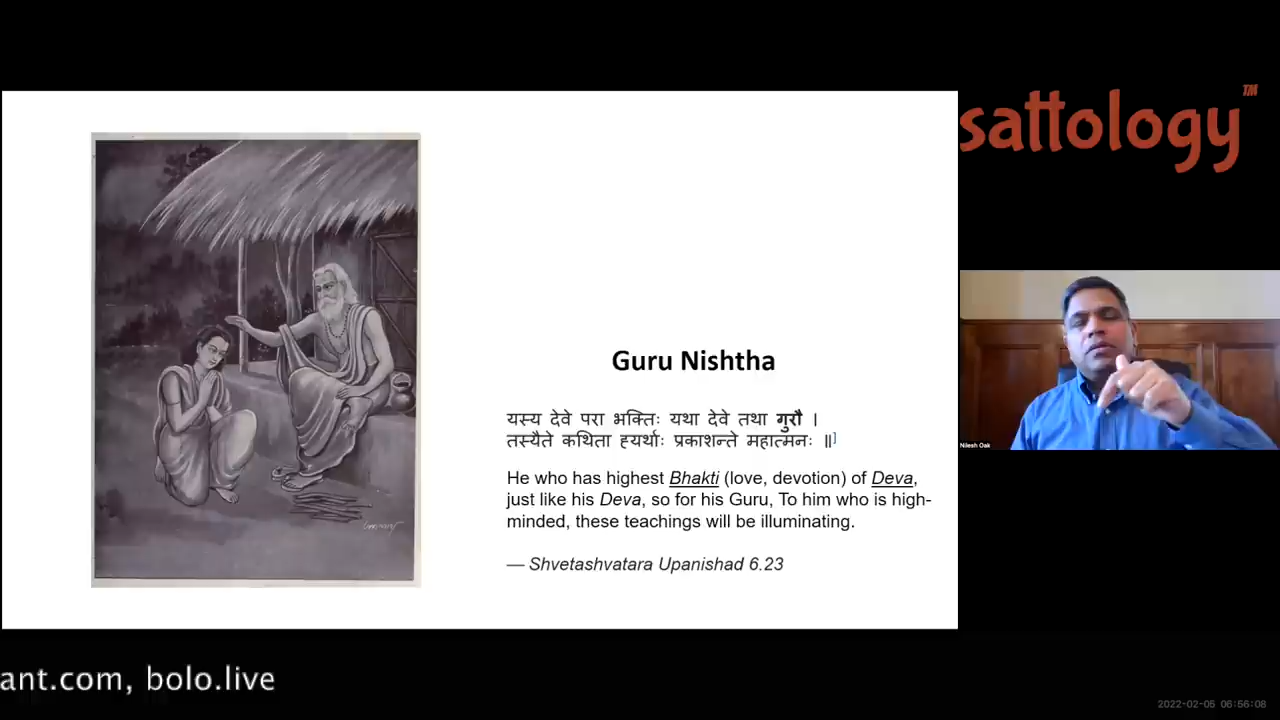 sattology™
Guru Nishtha
यस्य देवे परा भक्तिः यथा देवे तथा गुरौ ।
तस्यैते कथिता ह्यर्थाः प्रकाशन्ते महात्मनः ॥]
He who has highest Bhakti (love, devotion) of Deva,
just like his Deva, so for his Guru, To him who is high-
minded, these teachings will be illuminating.
— Shvetashvatara Upanishad 6.23
Nilesh Oak
ant.com, bolo.live
2022-02-05 06:56:08